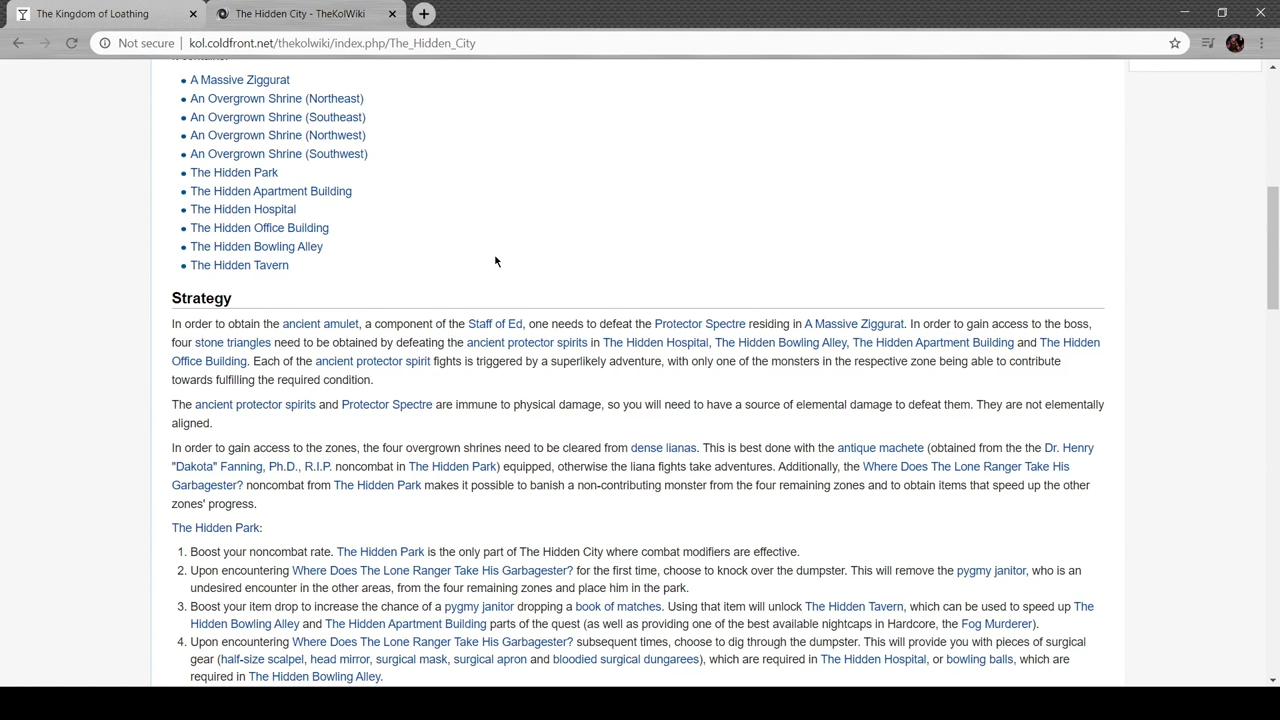 The Kingdom of Loathing
The Hidden City - TheKolWiki
Not secure
kol.coldfront.net/thekolwiki/index.php/The_Hidden_City
A Massive Ziggurat
An Overgrown Shrine (Northeast)
An Overgrown Shrine (Southeast)
An Overgrown Shrine (Northwest)
An Overgrown Shrine (Southwest)
The Hidden Park
The Hidden Apartment Building
The Hidden Hospital
The Hidden Office Building
The Hidden Bowling Alley
The Hidden Tavern
Strategy
In order to obtain the ancient amulet, a component of the Staff of Ed, one needs to defeat the Protector Spectre residing in A Massive Ziggurat. In order to gain access to the boss,
four stone triangles need to be obtained by defeating the ancient protector spirits in The Hidden Hospital, The Hidden Bowling Alley, The Hidden Apartment Building and The Hidden
Office Building. Each of the ancient protector spirit fights is triggered by a superlikely adventure, with only one of the monsters in the respective zone being able to contribute
towards fulfilling the required condition.
The ancient protector spirits and Protector Spectre are immune to physical damage, so you will need to have a source of elemental damage to defeat them. They are not elementally
aligned.
In order to gain access to the zones, the four overgrown shrines need to be cleared from dense lianas. This is best done with the antique machete (obtained from the the Dr. Henry
"Dakota" Fanning, Ph.D., R.I.P. noncombat in The Hidden Park) equipped, otherwise the liana fights take adventures. Additionally, the Where Does The Lone Ranger Take His
Garbagester? noncombat from The Hidden Park makes it possible to banish a non-contributing monster from the four remaining zones and to obtain items that speed up the other
zones' progress.
The Hidden Park:
1. Boost your noncombat rate. The Hidden Park is the only part of The Hidden City where combat modifiers are effective.
2. Upon encountering Where Does The Lone Ranger Take His Garbagester? for the first time, choose to knock over the dumpster. This will remove the pygmy janitor, who is an
undesired encounter in the other areas, from the four remaining zones and place him in the park.
3. Boost your item drop to increase the chance of a pygmy janitor dropping a book of matches. Using that item will unlock The Hidden Tavern, which can be used to speed up The
Hidden Bowling Alley and The Hidden Apartment Building parts of the quest (as well as providing one of the best available nightcaps in Hardcore, the Fog Murderer).
4. Upon encountering Where Does The Lone Ranger Take His Garbagester? subsequent times, choose to dig through the dumpster. This will provide you with pieces of surgical
gear (half-size scalpel, head mirror, surgical mask, surgical apron and bloodied surgical dungarees), which are required in The Hidden Hospital, or bowling balls, which are
required in The Hidden Bowling Alley.